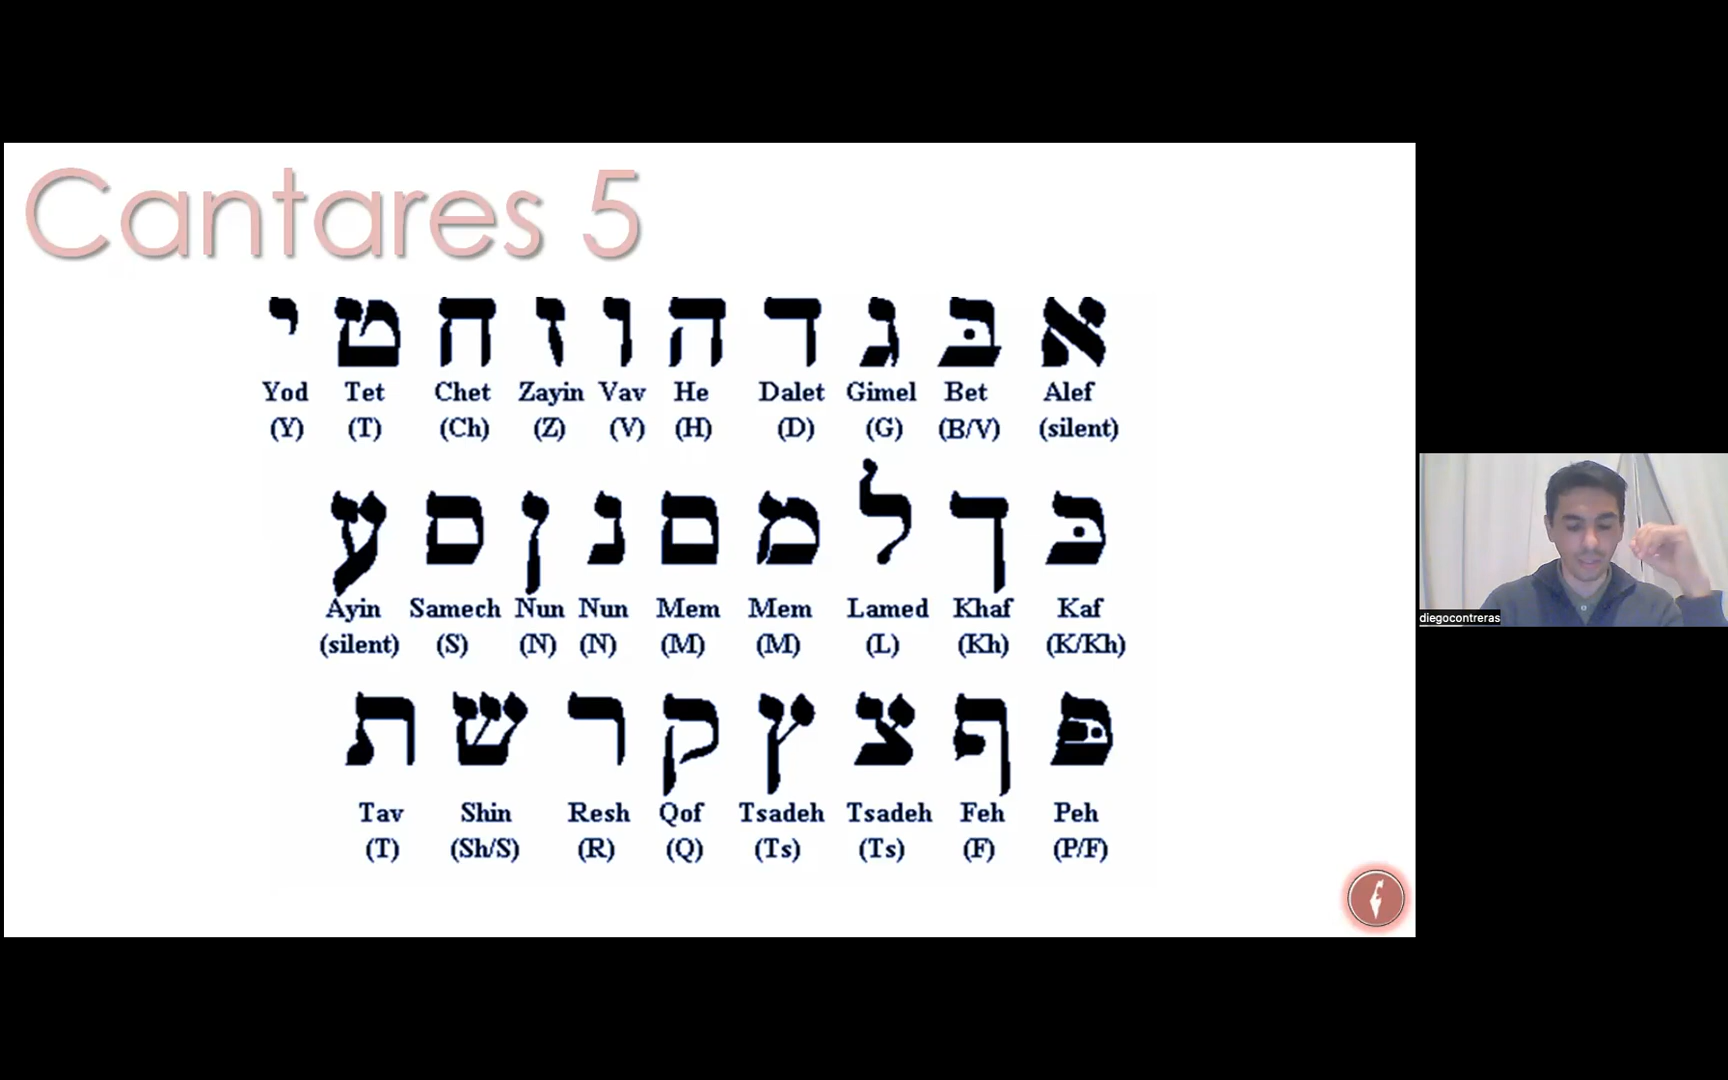 Cantares 5
א בּ ג ד ה ו ז ח ט י
Yod Tet Chet Zayin Vav He Dalet Gimel Bet Alef
(Y) (T) (Ch) (Z) (V) (H) (D) (G) (B/V) (silent)
כּ ך ל מ ם נ ן ס ע
Ayin Samech Nun Nun Mem Mem Lamed Khaf Kaf
(silent) (S) (N) (N) (M) (M) (L) (Kh) (K/Kh)
פּ ף צ ץ ק ר ש ת
Tav Shin Resh Qof Tsadeh Tsadeh Feh Peh
(T) (Sh/S) (R) (Q) (Ts) (Ts) (F) (P/F)
diegocontreras